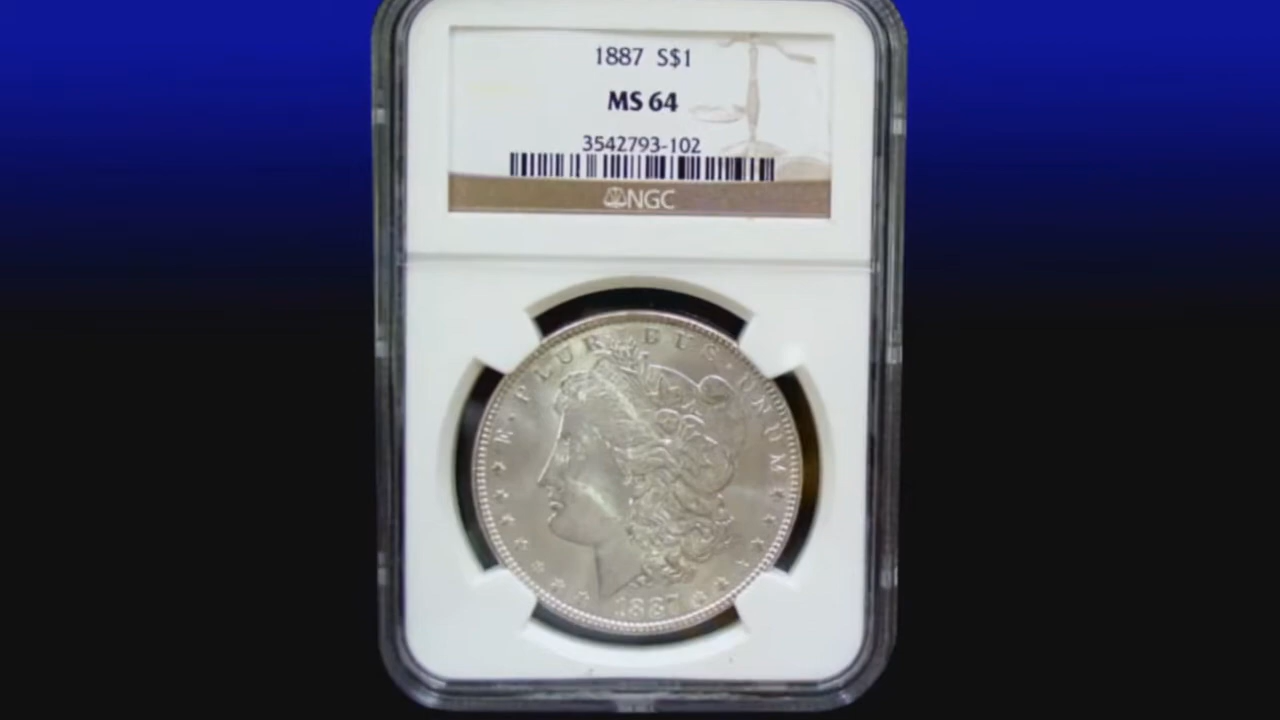 1887 S$1
MS 64
3542793-102
NGC
E · PLURIBUS · UNUM
1887